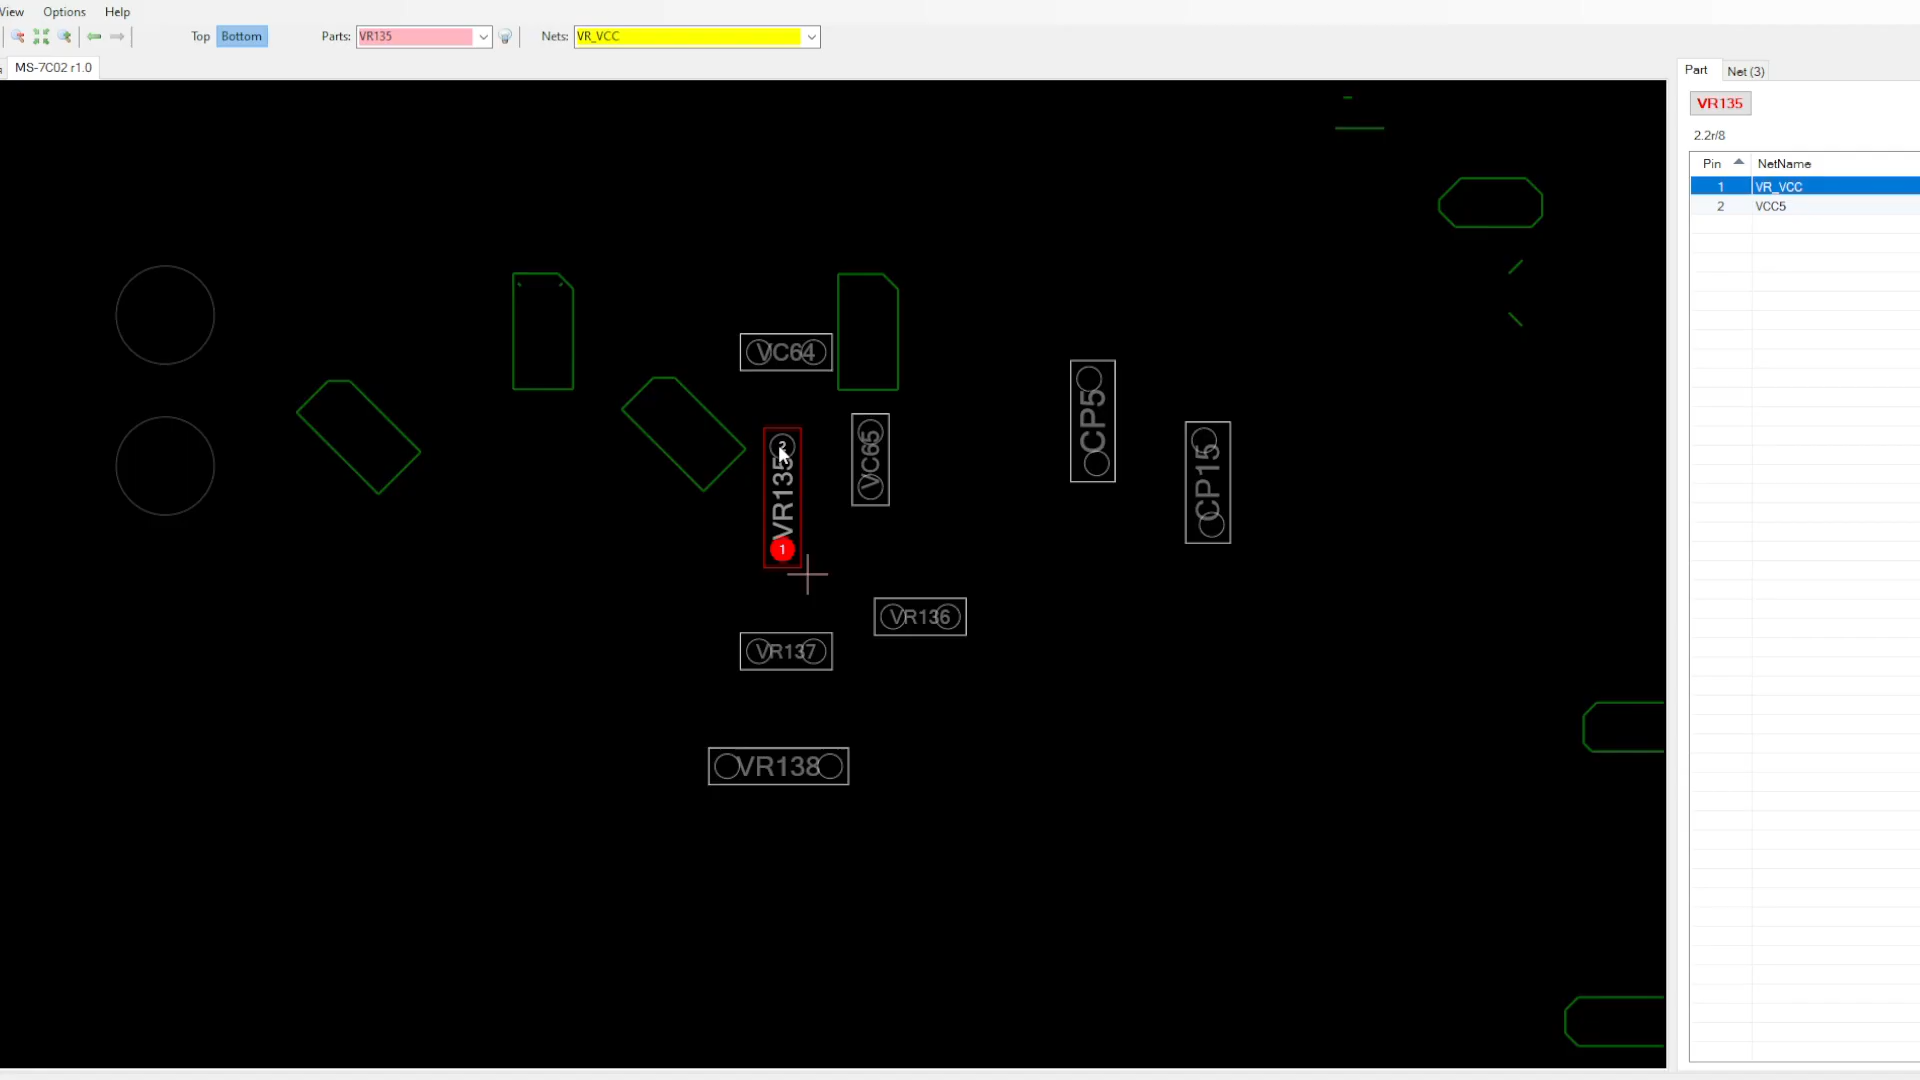 View Options Help
Top Bottom Parts: VR135 Nets: VR_VCC
MS-7C02 r1.0
Part Net (3)
VR135
2.2r/8
Pin NetName
1 VR_VCC
2 VCC5
VC64
2
VR135
1
VC65
CP5
CP15
VR136
VR137
VR138